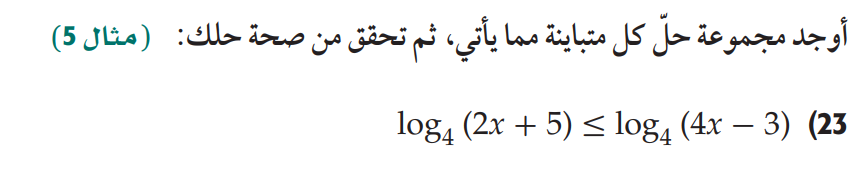 أوجد مجموعة حلّ كل متباينة مما يأتي، ثم تحقق من صحة حلك: (مثال 5)
23) log₄ (2x + 5) ≤ log₄ (4x − 3)